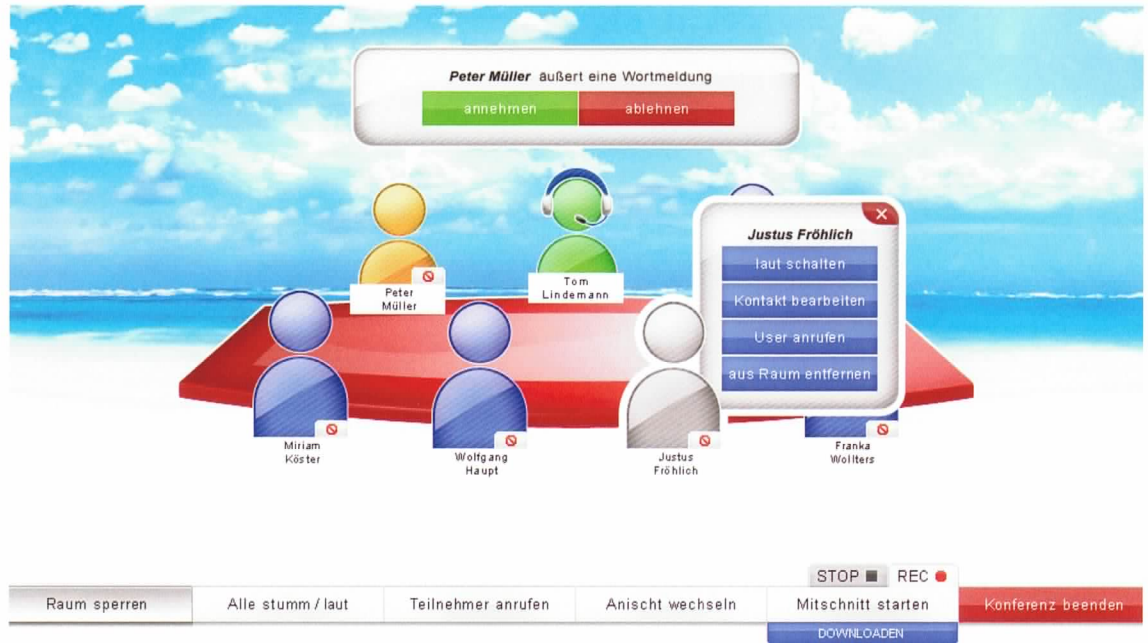 Peter Müller äußert eine Wortmeldung
annehmen ablehnen
Justus Fröhlich
laut schalten
Kontakt bearbeiten
User anrufen
aus Raum entfernen
Peter
Müller
Tom
Lindemann
Miriam
Köster
Wolfgang
Haupt
Justus
Fröhlich
Franka
Wollters
STOP REC
Raum sperren Alle stumm / laut Teilnehmer anrufen Anischt wechseln Mitschnitt starten Konferenz beenden
DOWNLOADEN